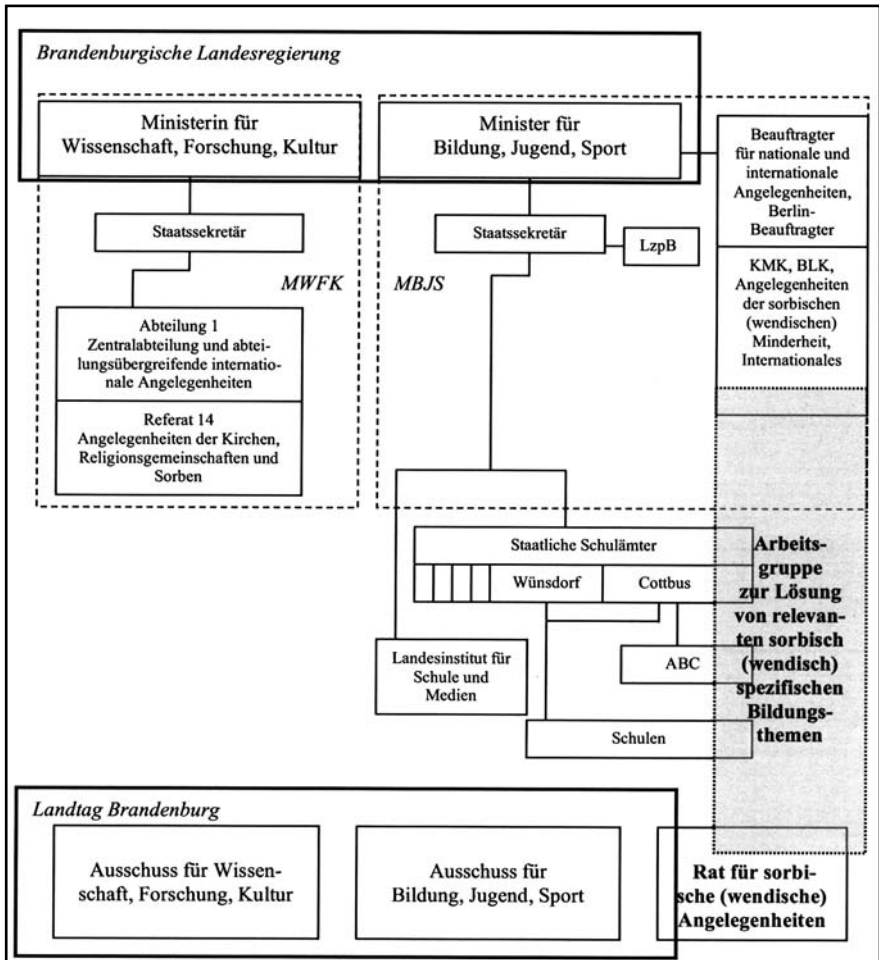 Brandenburgische Landesregierung
Ministerin für
Wissenschaft, Forschung, Kultur
Minister für
Bildung, Jugend, Sport
Beauftragter
für nationale und
internationale
Angelegenheiten,
Berlin-
Beauftragter
Staatssekretär
Staatssekretär
LzpB
MWFK
MBJS
KMK, BLK,
Angelegenheiten
der sorbischen
(wendischen)
Minderheit,
Internationales
Abteilung 1
Zentralabteilung und abtei-
lungsübergreifende internatio-
nale Angelegenheiten
Referat 14
Angelegenheiten der Kirchen,
Religionsgemeinschaften und
Sorben
Staatliche Schulämter
Wünsdorf
Cottbus
Landesinstitut für
Schule und
Medien
ABC
Schulen
Arbeits-
gruppe
zur Lösung
von relevan-
ten sorbisch
(wendisch)
spezifischen
Bildungs-
themen
Landtag Brandenburg
Ausschuss für Wissen-
schaft, Forschung, Kultur
Ausschuss für
Bildung, Jugend, Sport
Rat für sorbi-
sche (wendische)
Angelegenheiten